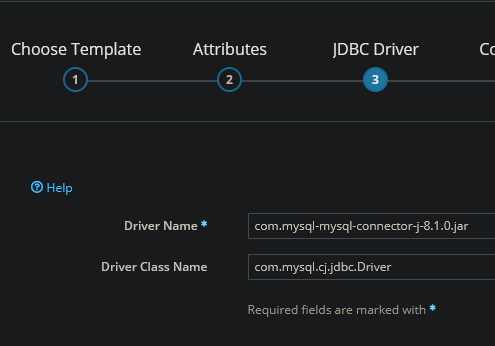 Choose Template Attributes JDBC Driver Co
1 2 3
Help
Driver Name * com.mysql-mysql-connector-j-8.1.0.jar
Driver Class Name com.mysql.cj.jdbc.Driver
Required fields are marked with *